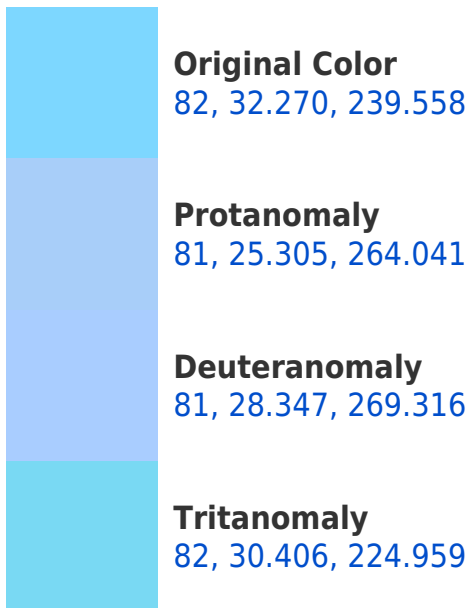 Original Color
82, 32.270, 239.558
Protanomaly
81, 25.305, 264.041
Deuteranomaly
81, 28.347, 269.316
Tritanomaly
82, 30.406, 224.959